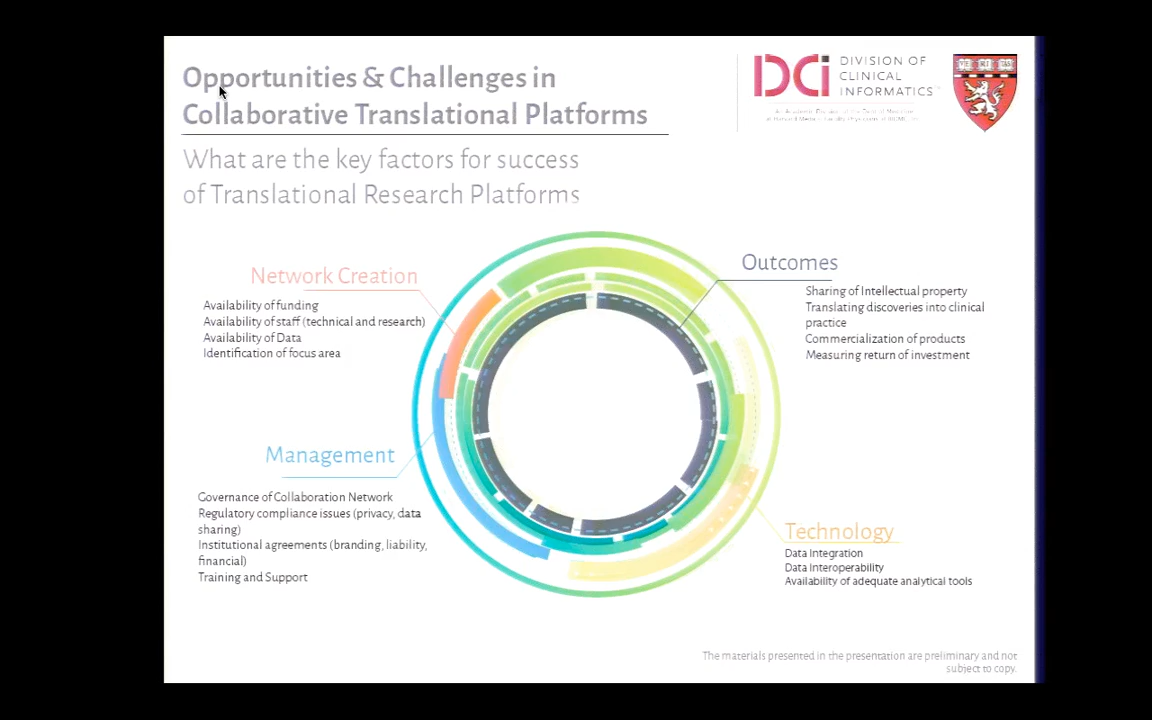 Opportunities & Challenges in
Collaborative Translational Platforms
What are the key factors for success
of Translational Research Platforms
DCi
DIVISION OF
CLINICAL
INFORMATICS
VE RI TAS
Network Creation
Availability of funding
Availability of staff (technical and research)
Availability of Data
Identification of focus area
Outcomes
Sharing of Intellectual property
Translating discoveries into clinical
practice
Commercialization of products
Measuring return of investment
Management
Governance of Collaboration Network
Regulatory compliance issues (privacy, data
sharing)
Institutional agreements (branding, liability,
financial)
Training and Support
Technology
Data Integration
Data Interoperability
Availability of adequate analytical tools
The materials presented in the presentation are preliminary and not
subject to copy.